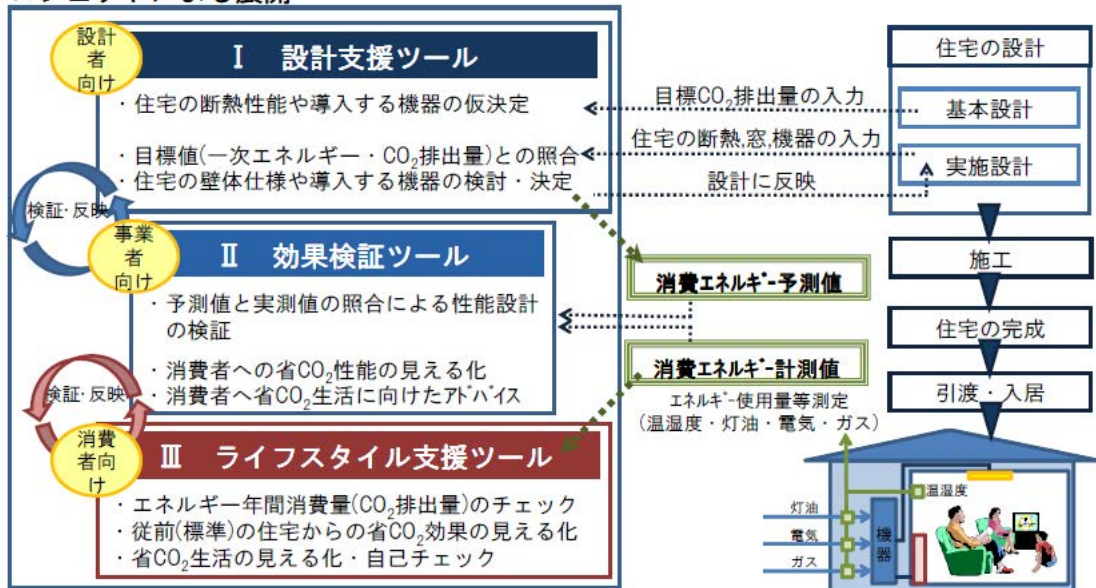 設計
者
向け
Ⅰ 設計支援ツール
・住宅の断熱性能や導入する機器の仮決定
・目標値(一次エネルギー・CO₂排出量)との照合
・住宅の壁体仕様や導入する機器の検討・決定
目標CO₂排出量の入力
住宅の断熱,窓,機器の入力
設計に反映
住宅の設計
基本設計
実施設計
検証・反映
事業
者
向け
Ⅱ 効果検証ツール
・予測値と実測値の照合による性能設計
の検証
・消費者への省CO₂性能の見える化
・消費者へ省CO₂生活に向けたアドバイス
消費エネルギー予測値
消費エネルギー計測値
エネルギー使用量等測定
(温湿度・灯油・電気・ガス)
施工
住宅の完成
引渡・入居
検証・反映
消費
者向
け
Ⅲ ライフスタイル支援ツール
・エネルギー年間消費量(CO₂排出量)のチェック
・従前(標準)の住宅からの省CO₂効果の見える化
・省CO₂生活の見える化・自己チェック
温湿度
灯油
電気
ガス
機
器